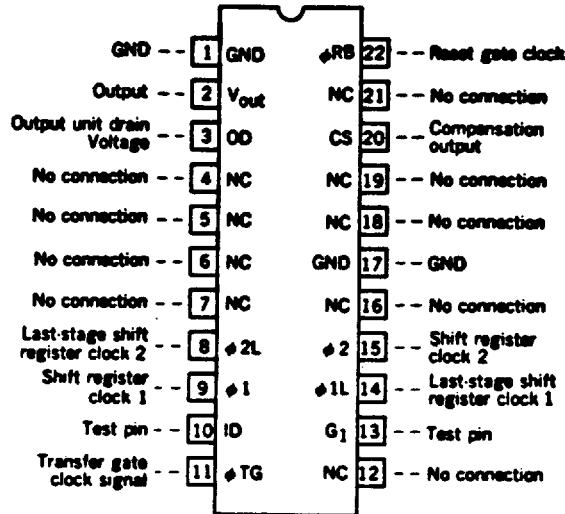 GND -- 1 GND φRB 22 -- Reset gate clock
Output -- 2 Vout NC 21 -- No connection
Output unit drain
Voltage -- 3 OD CS 20 -- Compensation
output
No connection -- 4 NC NC 19 -- No connection
No connection -- 5 NC NC 18 -- No connection
No connection -- 6 NC GND 17 -- GND
No connection -- 7 NC NC 16 -- No connection
Last-stage shift
register clock 2 -- 8 φ2L φ2 15 -- Shift register
clock 2
Shift register
clock 1 -- 9 φ1 φ1L 14 -- Last-stage shift
register clock 1
Test pin -- 10 ID G1 13 -- Test pin
Transfer gate
clock signal -- 11 φTG NC 12 -- No connection